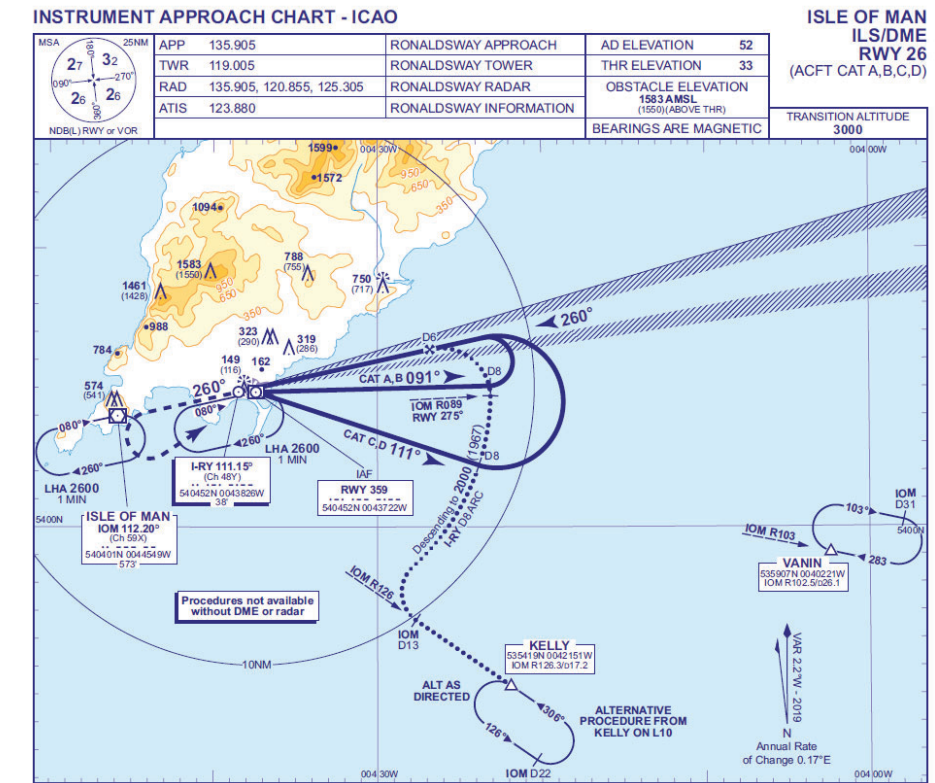 INSTRUMENT APPROACH CHART - ICAO
ISLE OF MAN
ILS/DME
RWY 26
(ACFT CAT A,B,C,D)
MSA 25NM
180°
27 32
090° 270°
26 26
360°
NDB(L) RWY or VOR
APP 135.905 RONALDSWAY APPROACH
TWR 119.005 RONALDSWAY TOWER
RAD 135.905, 120.855, 125.305 RONALDSWAY RADAR
ATIS 123.880 RONALDSWAY INFORMATION
AD ELEVATION 52
THR ELEVATION 33
OBSTACLE ELEVATION
1583 AMSL
(1550) (ABOVE THR)
BEARINGS ARE MAGNETIC
TRANSITION ALTITUDE
3000
004 30W
004 00W
1599
1572
950
650
350
1094
1583
(1550)
950
650
350
788
(755)
750
(717)
1461
(1428)
988
323
(290)
319
(286)
784
149
(116)
162
574
(541)
260°
D6
260°
CAT A,B 091°
D8
IOM R089
RWY 275°
CAT C,D 111°
D8
080°
260°
LHA 2600
1 MIN
080°
260°
LHA 2600
1 MIN
IAF
I-RY 111.15°
(Ch 48Y)
540452N 0043826W
38'
RWY 359
540452N 0043722W
ISLE OF MAN
IOM 112.20°
(Ch 59X)
540401N 0044549W
573'
5400N
Descending to 2000 (1967)
I-RY D8 ARC
IOM
D31
103°
5400N
283
IOM R103
VANIN
535907N 0040221W
IOM R102.5/D26.1
Procedures not available
without DME or radar
IOM R126
IOM
D13
10NM
KELLY
535419N 0042151W
IOM R126.3/D17.2
ALT AS
DIRECTED
306°
126°
ALTERNATIVE
PROCEDURE FROM
KELLY ON L10
IOM D22
VAR 2.2°W - 2019
N
Annual Rate
of Change 0.17°E
004 30W
004 00W